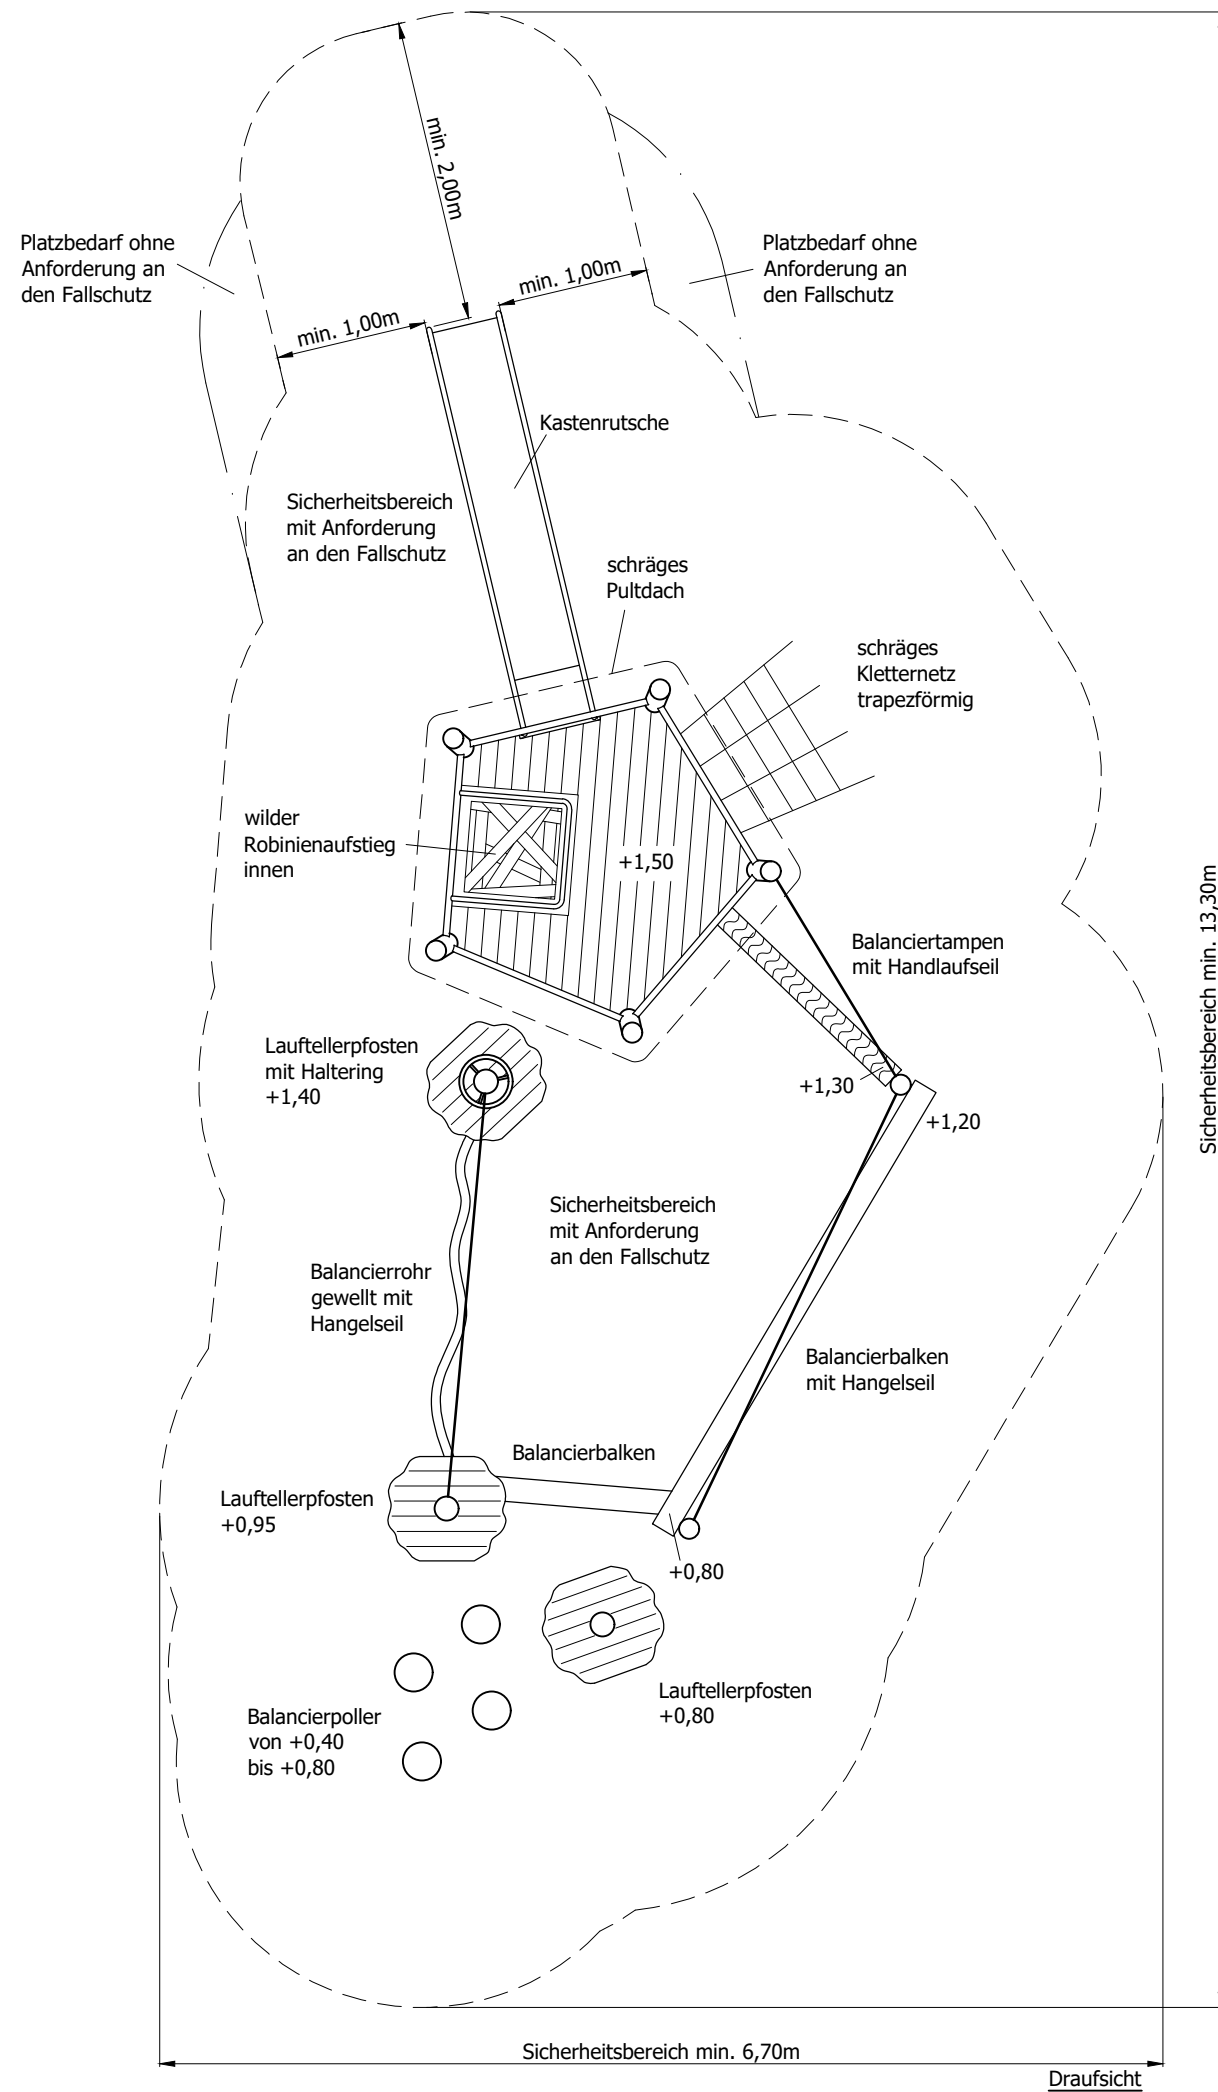 min. 2,00m
Platzbedarf ohne
Anforderung an
den Fallschutz
Platzbedarf ohne
Anforderung an
den Fallschutz
min. 1,00m
min. 1,00m
Kastenrutsche
Sicherheitsbereich
mit Anforderung
an den Fallschutz
schräges
Pultdach
schräges
Kletternetz
trapezförmig
wilder
Robinienaufstieg
innen
+1,50
Sicherheitsbereich min. 13,30m
Balanciertampen
mit Handlaufseil
Lauftellerpfosten
mit Haltering
+1,40
+1,30
+1,20
Sicherheitsbereich
mit Anforderung
an den Fallschutz
Balancierrohr
gewellt mit
Hangelseil
Balancierbalken
mit Hangelseil
Balancierbalken
Lauftellerpfosten
+0,95
+0,80
Lauftellerpfosten
+0,80
Balancierpoller
von +0,40
bis +0,80
Sicherheitsbereich min. 6,70m
Draufsicht